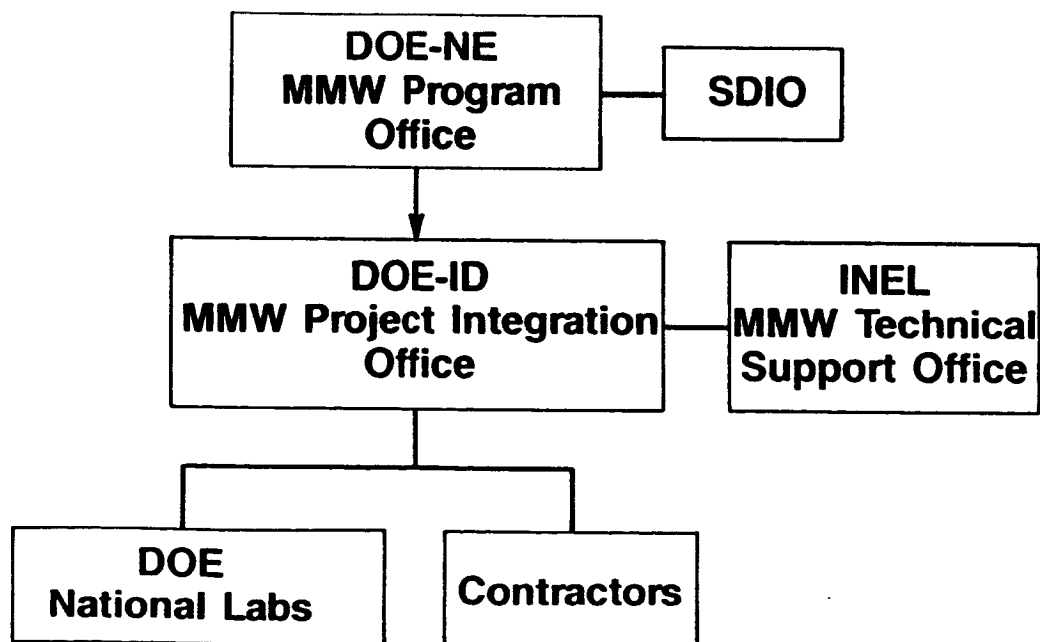 DOE-NE
MMW Program
Office
SDIO
DOE-ID
MMW Project Integration
Office
INEL
MMW Technical
Support Office
DOE
National Labs
Contractors